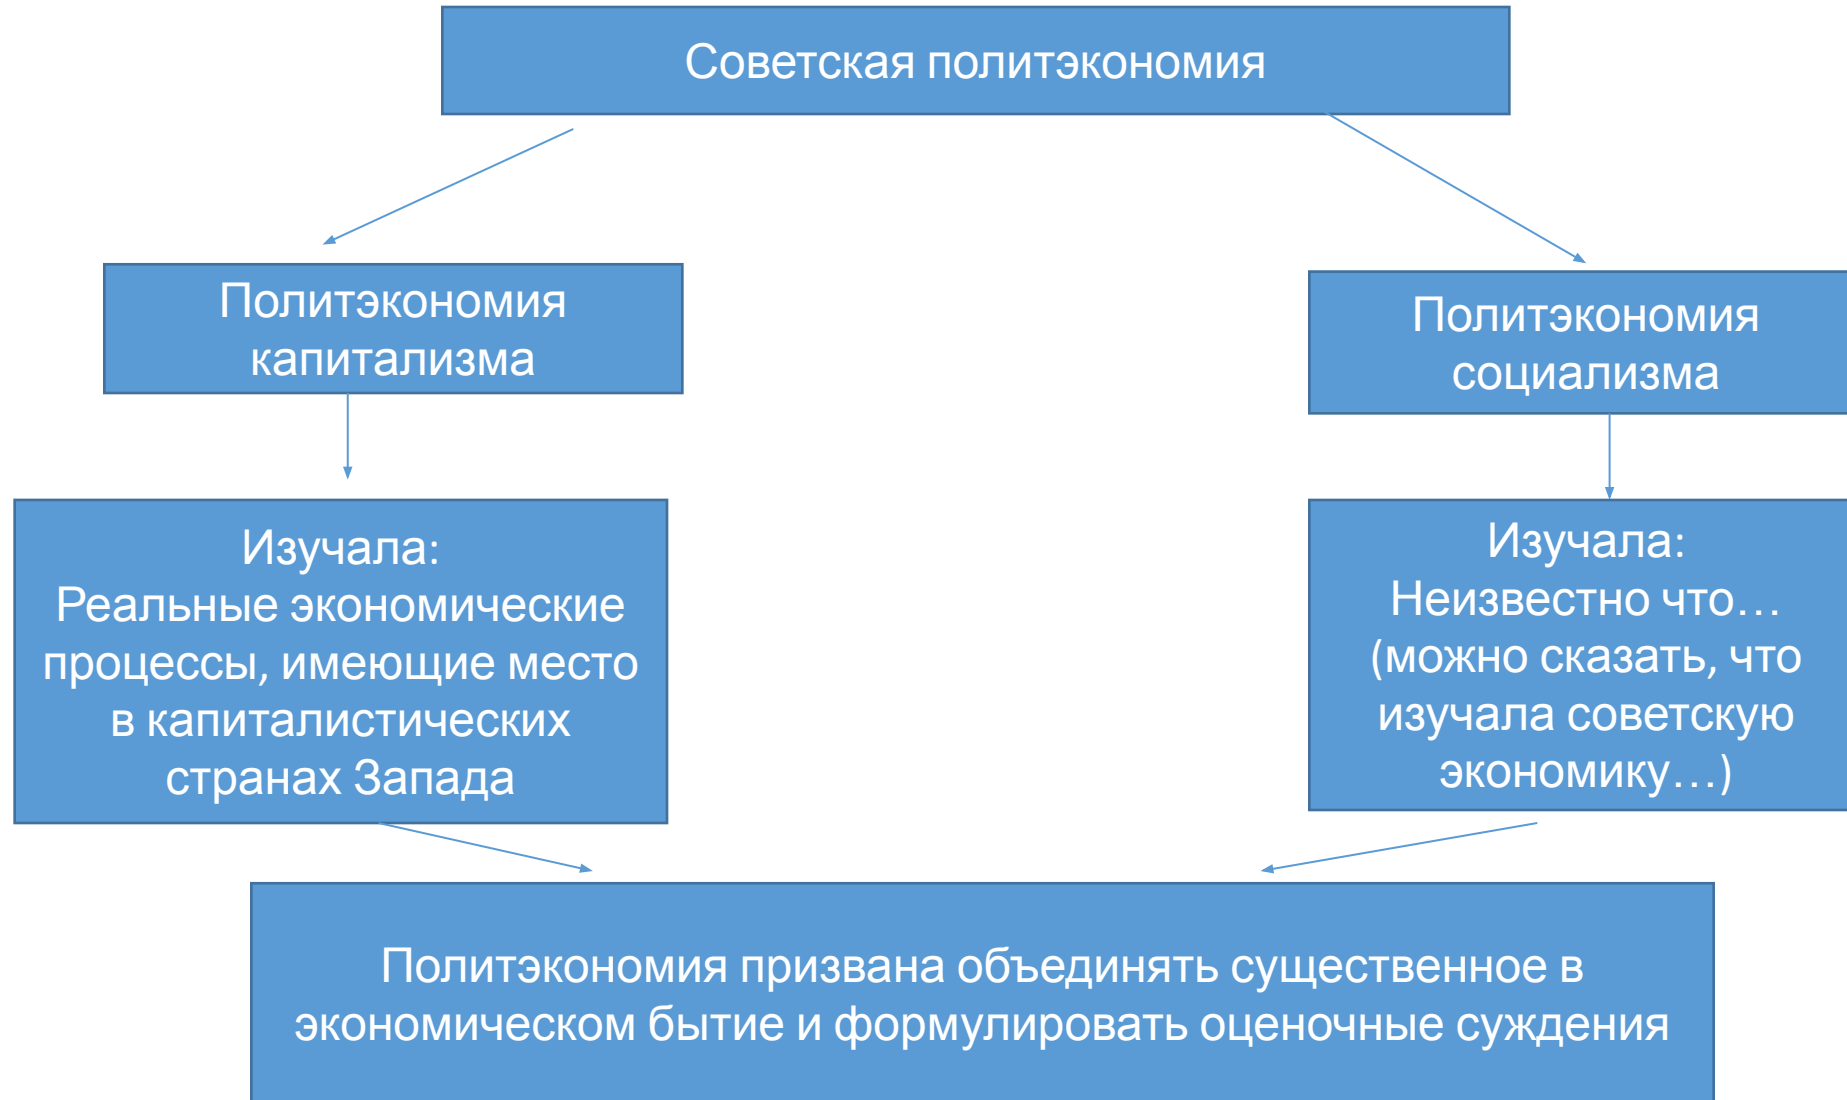 Советская политэкономия
Политэкономия
капитализма
Политэкономия
социализма
Изучала:
Реальные экономические
процессы, имеющие место
в капиталистических
странах Запада
Изучала:
Неизвестно что…
(можно сказать, что
изучала советскую
экономику…)
Политэкономия призвана объединять существенное в
экономическом бытие и формулировать оценочные суждения